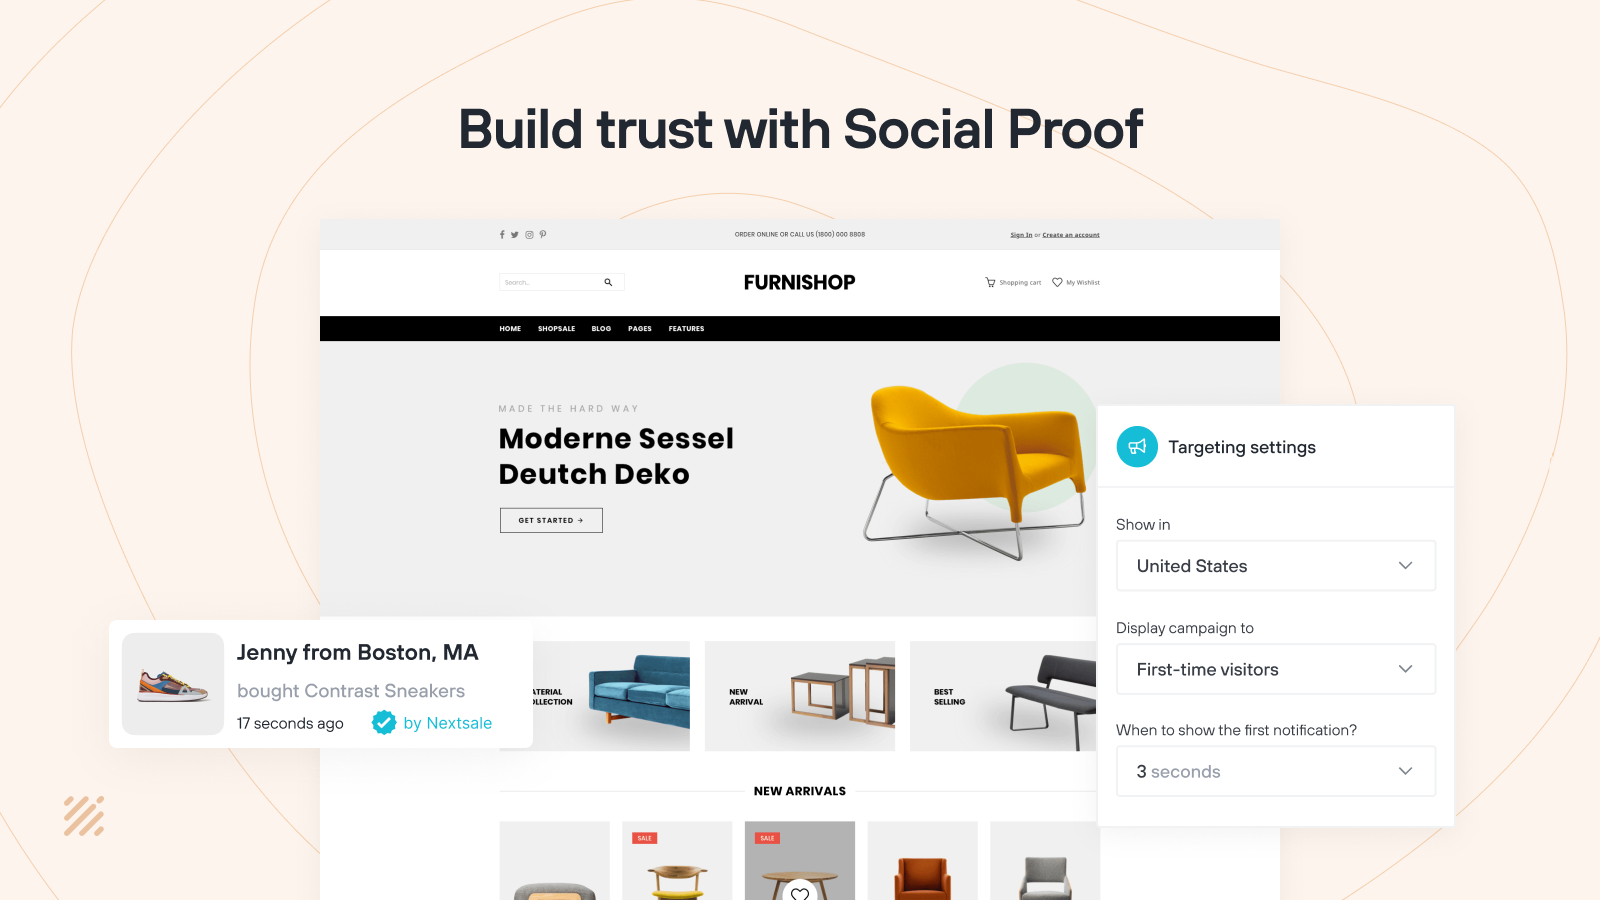 Build trust with Social Proof
ORDER ONLINE OR CALL US (1800) 000 8808
Sign In or Create an account
Search..
FURNISHOP
Shopping cart
My Wishlist
HOME SHOPSALE BLOG PAGES FEATURES
MADE THE HARD WAY
Moderne Sessel
Deutch Deko
GET STARTED →
Targeting settings
Show in
United States
Display campaign to
First-time visitors
When to show the first notification?
3 seconds
Jenny from Boston, MA
bought Contrast Sneakers
17 seconds ago
by Nextsale
ATERIAL
OLLECTION
NEW
ARRIVAL
BEST
SELLING
NEW ARRIVALS
SALE
SALE